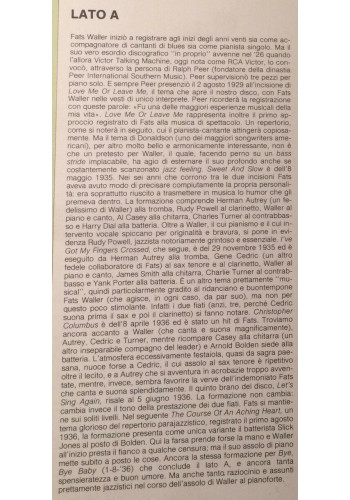 LATO A
Fats Waller iniziò a registrare agli inizi degli anni venti sia come ac-
compagnatore di cantanti di blues sia come pianista singolo. Ma il
suo vero esordio discografico "in proprio" avvenne nel '26 quando
l'allora Victor Talking Machine, oggi nota come RCA Victor, lo con-
vocò, attraverso la persona di Ralph Peer (fondatore della dinastia
Peer International Southern Music). Peer supervisionò tre pezzi per
piano solo. E sempre Peer presenziò il 2 agosto 1929 all'incisione di
Love Me Or Leave Me, il tema che apre il nostro disco, con Fats
Waller nelle vesti di unico interprete. Peer ricorderà la registrazione
con queste parole: «Fu una delle maggiori esperienze musicali della
mia vita». Love Me Or Leave Me rappresenta inoltre il primo ap-
proccio registrato di Fats alla musica di spettacolo. Un repertorio,
come si noterà in seguito, cui il pianista-cantante attingerà copiosa-
mente. Ma il tema di Donaldson (uno dei maggiori songwriters ame-
ricani), per altro molto bello e armonicamente interessante, non è
che un pretesto per Waller, il quale, facendo perno su un bass
stride implacabile, ha agio di esternare il suo profondo anche se
costantemente scanzonato jazz feeling. Sweet And Slow è dell'8
maggio 1935. Nei sei anni che corrono tra le due incisioni Fats
aveva avuto modo di precisare compiutamente la propria personali-
tà: era soprattutto riuscito a trasmettere in musica lo humor che gli
premeva dentro. La formazione comprende Herman Autrey (un fe-
delissimo di Waller) alla tromba, Rudy Powell al clarinetto, Waller al
piano e canto, Al Casey alla chitarra, Charles Turner al contrabbas-
so e Harry Dial alla batteria. Oltre a Waller, il cui pianismo e il cui in-
tervento vocale spiccano per originalità e bravura, si pone in evi-
denza Rudy Powell, jazzista notoriamente grintoso e essenziale. I've
Got My Fingers Crossed, che segue, è del 29 novembre 1935 ed è
eseguito da Herman Autrey alla tromba, Gene Cedric (un altro
fedele collaboratore di Fats) al sax tenore e al clarinetto, Waller al
piano e canto, James Smith alla chitarra, Charlie Turner al contrab-
basso e Yank Porter alla batteria. È un altro tema prettamente "mu-
sical", quindi particolarmente gradito al ridanciano e buontempone
Fats Waller (che agisce, in ogni caso, da par suo), ma non per
questo poco stimolante. Infatti i due fiati (anzi, tre, perché Cedric
suona prima il sax e poi il clarinetto) si fanno notare. Christopher
Columbus è dell'8 aprile 1936 ed è stato un hit di Fats. Troviamo
ancora accanto a Waller (che canta e suona magnificamente),
Autrey, Cedric e Turner, mentre ricompare Casey alla chitarra (un
altro inseparabile compagno del leader) e Arnold Bolden siede alla
batteria. L'atmosfera eccessivamente festaiola, quasi da sagra pae-
sana, nuoce forse a Cedric, il cui assolo al sax tenore è ripetitivo
oltre il lecito, e a Autrey che si avventura in acrobazie troppo avven-
tate, mentre, invece, sembra favorire la verve dell'indemoniato Fats
che canta e suona splendidamente. Il quinto brano del disco, Let's
Sing Again, risale al 5 giugno 1936. La formazione non cambia:
cambia invece il tono della prestazione dei due fiati. Fats si mantie-
ne sui soliti livelli. Nel seguente The Course Of An Aching Heart, un
tema glorioso del repertorio parajazzistico, registrato il primo agosto
1936, la formazione presenta come unica variante il batterista Slick
Jones al posto di Bolden. Qui la farsa prende forse la mano e Waller
all'inizio presta il fianco a qualche censura; ma il suo assolo di piano
mette subito a posto le cose. Ancora la stessa formazione per Bye,
Bye Baby (1-8-'36) che conclude il lato A, e ancora tanta
spensieratezza e buon umore. Ma anche tanto raziocinio e assunti
prettamente jazzistici nel corso dell'assolo di Waller al pianoforte.